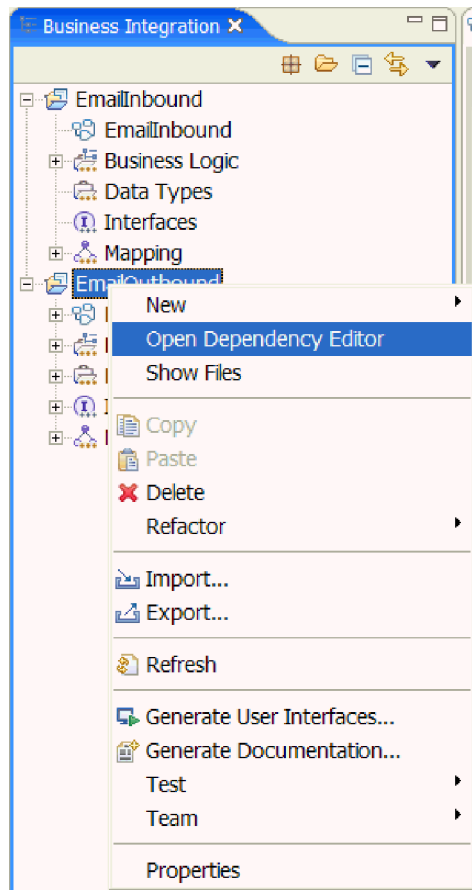 Business Integration
EmailInbound
EmailInbound
Business Logic
Data Types
Interfaces
Mapping
EmailOutbound
New
Open Dependency Editor
Show Files
Copy
Paste
Delete
Refactor
Import...
Export...
Refresh
Generate User Interfaces...
Generate Documentation...
Test
Team
Properties